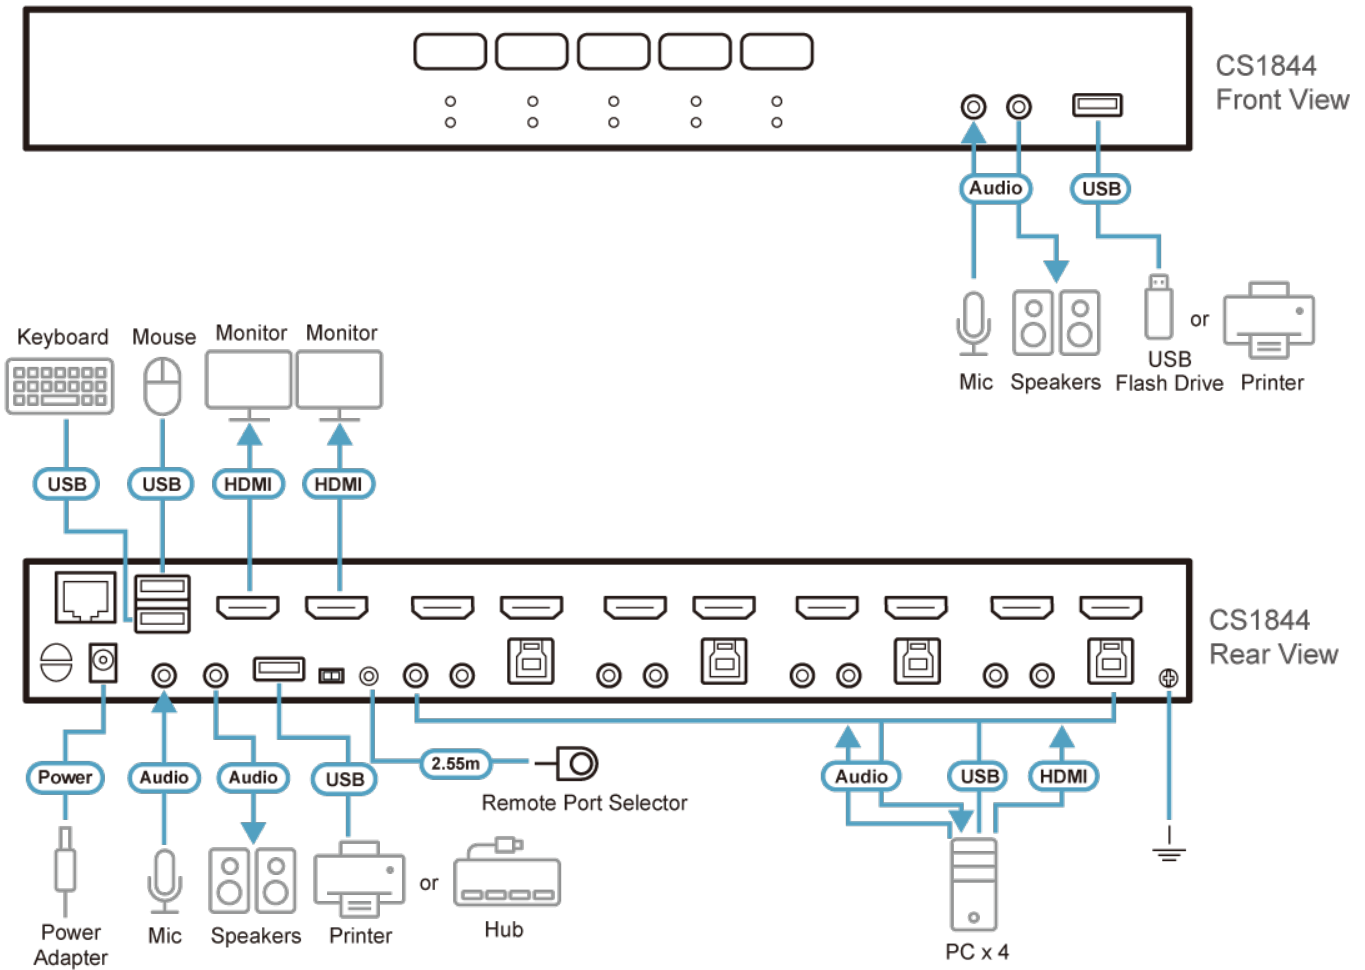 CS1844
Front View
Audio
USB
Mic
Speakers
USB
Flash Drive
or
Printer
Keyboard
Mouse
Monitor
Monitor
USB
USB
HDMI
HDMI
CS1844
Rear View
Power
Audio
Audio
USB
2.55m
Remote Port Selector
Audio
USB
HDMI
Power
Adapter
Mic
Speakers
Printer
or
Hub
PC x 4